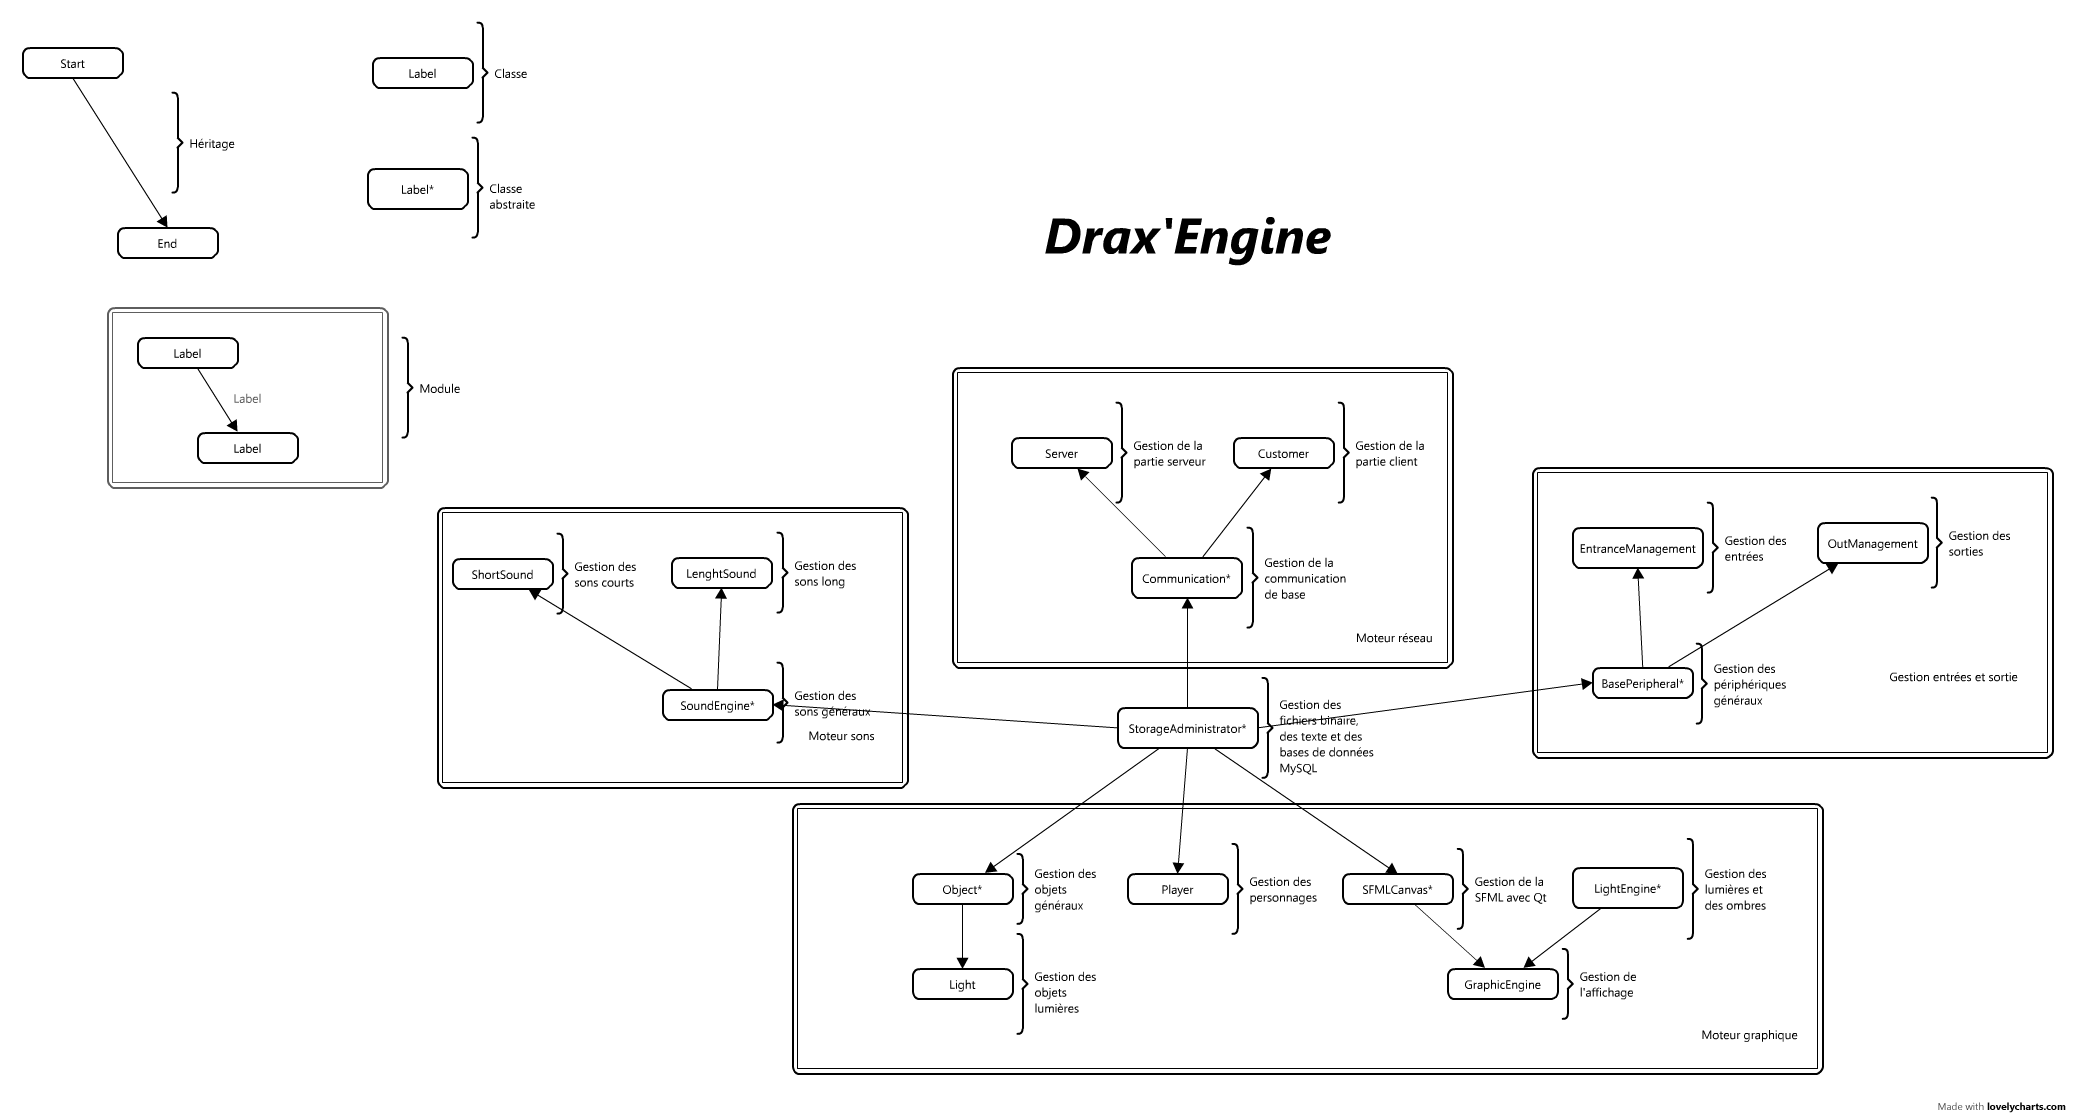 Start
Héritage
End
Label
Classe
Label*
Classe
abstraite
Drax'Engine
Label
Label
Label
Module
Server
Gestion de la
partie serveur
Customer
Gestion de la
partie client
Communication*
Gestion de la
communication
de base
Moteur réseau
EntranceManagement
Gestion des
entrées
OutManagement
Gestion des
sorties
BasePeripheral*
Gestion des
périphériques
généraux
Gestion entrées et sortie
ShortSound
Gestion des
sons courts
LenghtSound
Gestion des
sons long
SoundEngine*
Gestion des
sons généraux
Moteur sons
StorageAdministrator*
Gestion des
fichiers binaire,
des texte et des
bases de données
MySQL
Object*
Gestion des
objets
généraux
Player
Gestion des
personnages
SFMLCanvas*
Gestion de la
SFML avec Qt
LightEngine*
Gestion des
lumières et
des ombres
Light
Gestion des
objets
lumières
GraphicEngine
Gestion de
l'affichage
Moteur graphique
Made with lovelycharts.com